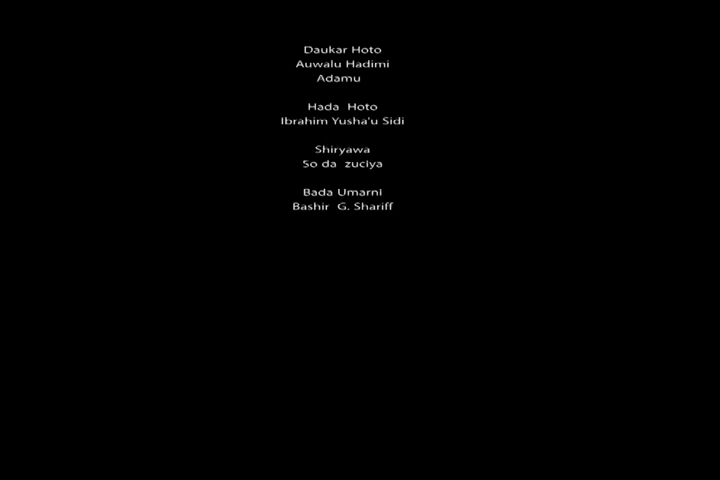 Daukar Hoto
Auwalu Hadimi
Adamu
Hada Hoto
Ibrahim Yusha'u Sidi
Shiryawa
So da zuciya
Bada Umarni
Bashir G. Shariff